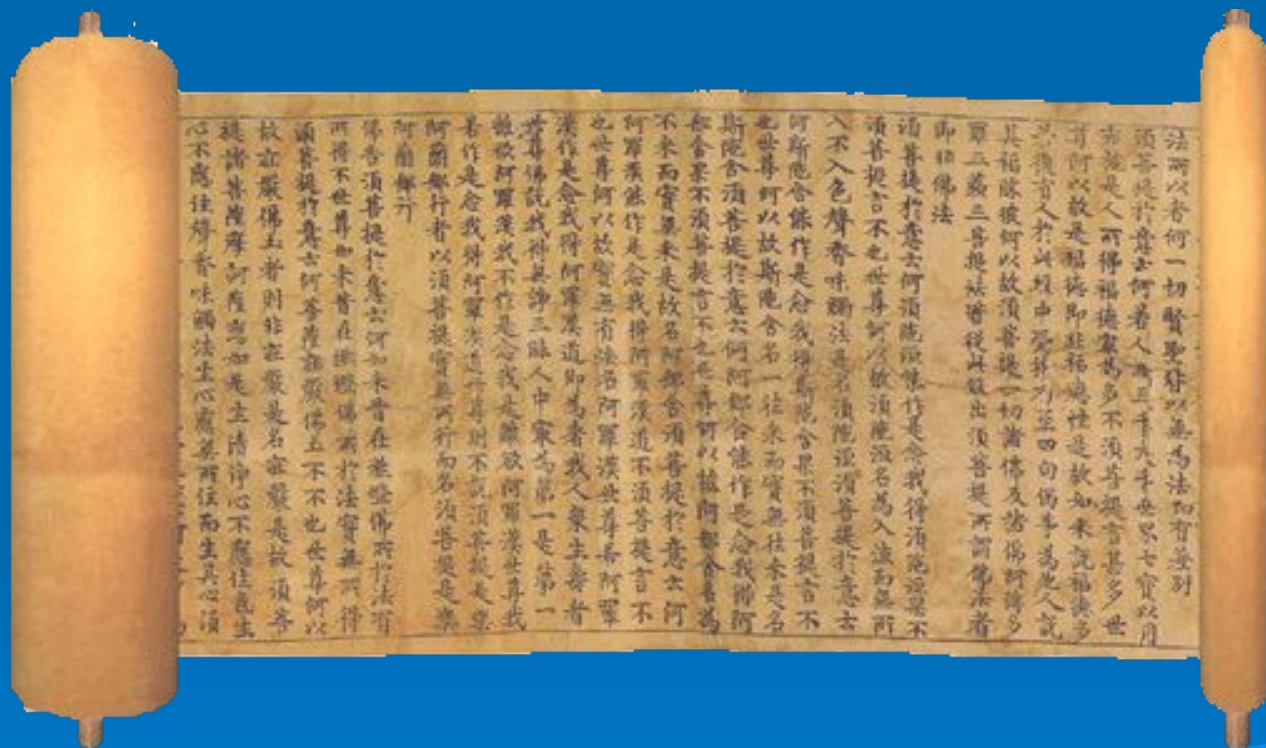 法所以者何一切賢聖皆以無為法而有差別
須菩提於意云何若人滿三千大千世界七寶以用
布施是人所得福德寧為多不須菩提言甚多世
尊何以故是福德即非福德性是故如來說福德多
若復有人於此經中受持乃至四句偈等為他人說
其福勝彼何以故須菩提一切諸佛及諸佛阿耨多
羅三藐三菩提法皆從此經出須菩提所謂佛法者
即非佛法
須菩提於意云何須陀洹能作是念我得須陀洹果不
須菩提言不也世尊何以故須陀洹名為入流而無所
入不入色聲香味觸法是名須陀洹須菩提於意云
何斯陀含能作是念我得斯陀含果不須菩提言不
也世尊何以故斯陀含名一往來而實無往來是名
斯陀含須菩提於意云何阿那含能作是念我得阿
那含果不須菩提言不也世尊何以故阿那含名為
不來而實無來是故名阿那含須菩提於意云何
阿羅漢能作是念我得阿羅漢道不須菩提言不
也世尊何以故實無有法名阿羅漢世尊若阿羅
漢作是念我得阿羅漢道即為著我人眾生壽者
世尊佛說我得無諍三昧人中最為第一是第一
離欲阿羅漢我不作是念我是離欲阿羅漢世尊我
若作是念我得阿羅漢道世尊則不說須菩提是樂
阿蘭那行者以須菩提實無所行而名須菩提是樂
阿蘭那行
佛告須菩提於意云何如來昔在然燈佛所於法有
所得不世尊如來昔在然燈佛所於法實無所得
須菩提於意云何菩薩莊嚴佛土不不也世尊何以
故莊嚴佛土者則非莊嚴是名莊嚴是故須菩
提諸菩薩摩訶薩應如是生清淨心不應住色生
心不應住聲香味觸法生心應無所住而生其心須